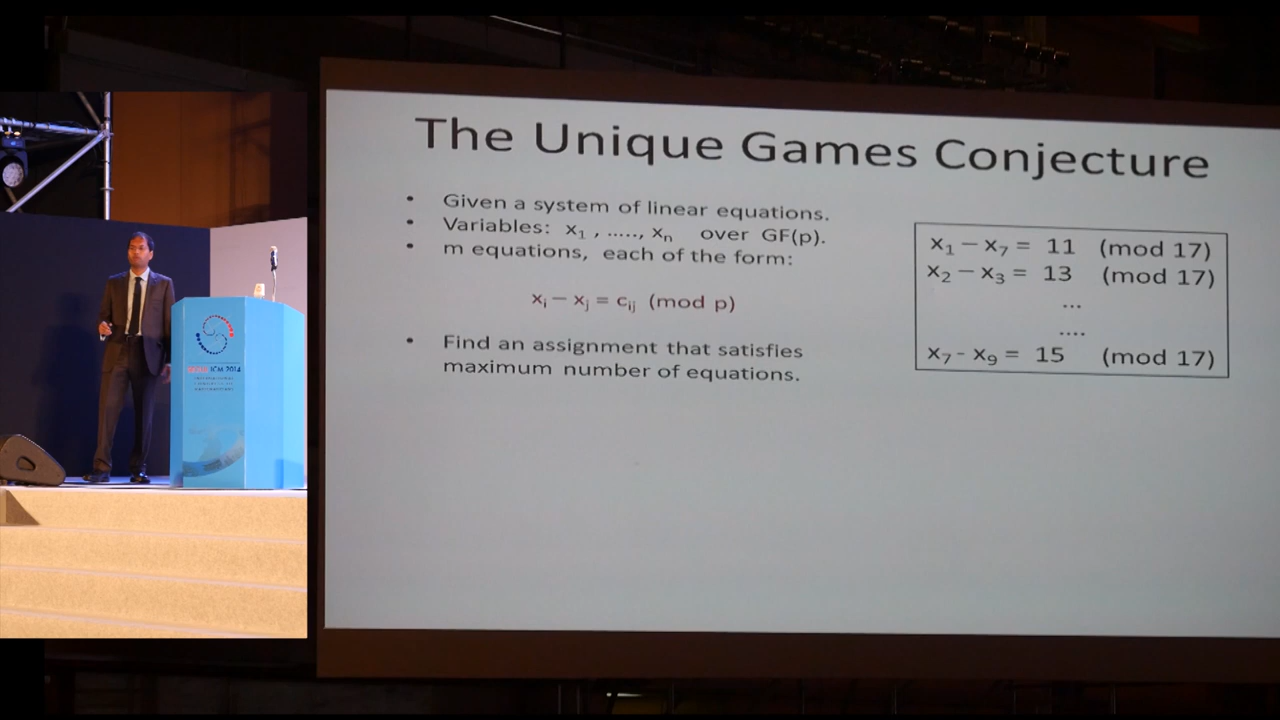 The Unique Games Conjecture
• Given a system of linear equations.
• Variables: x₁ , ....., xₙ over GF(p).
• m equations, each of the form:
xᵢ – xⱼ = cᵢⱼ (mod p)
• Find an assignment that satisfies
maximum number of equations.
x₁ – x₇ = 11 (mod 17)
x₂ – x₃ = 13 (mod 17)
...
....
x₇ - x₉ = 15 (mod 17)
ICM 2014